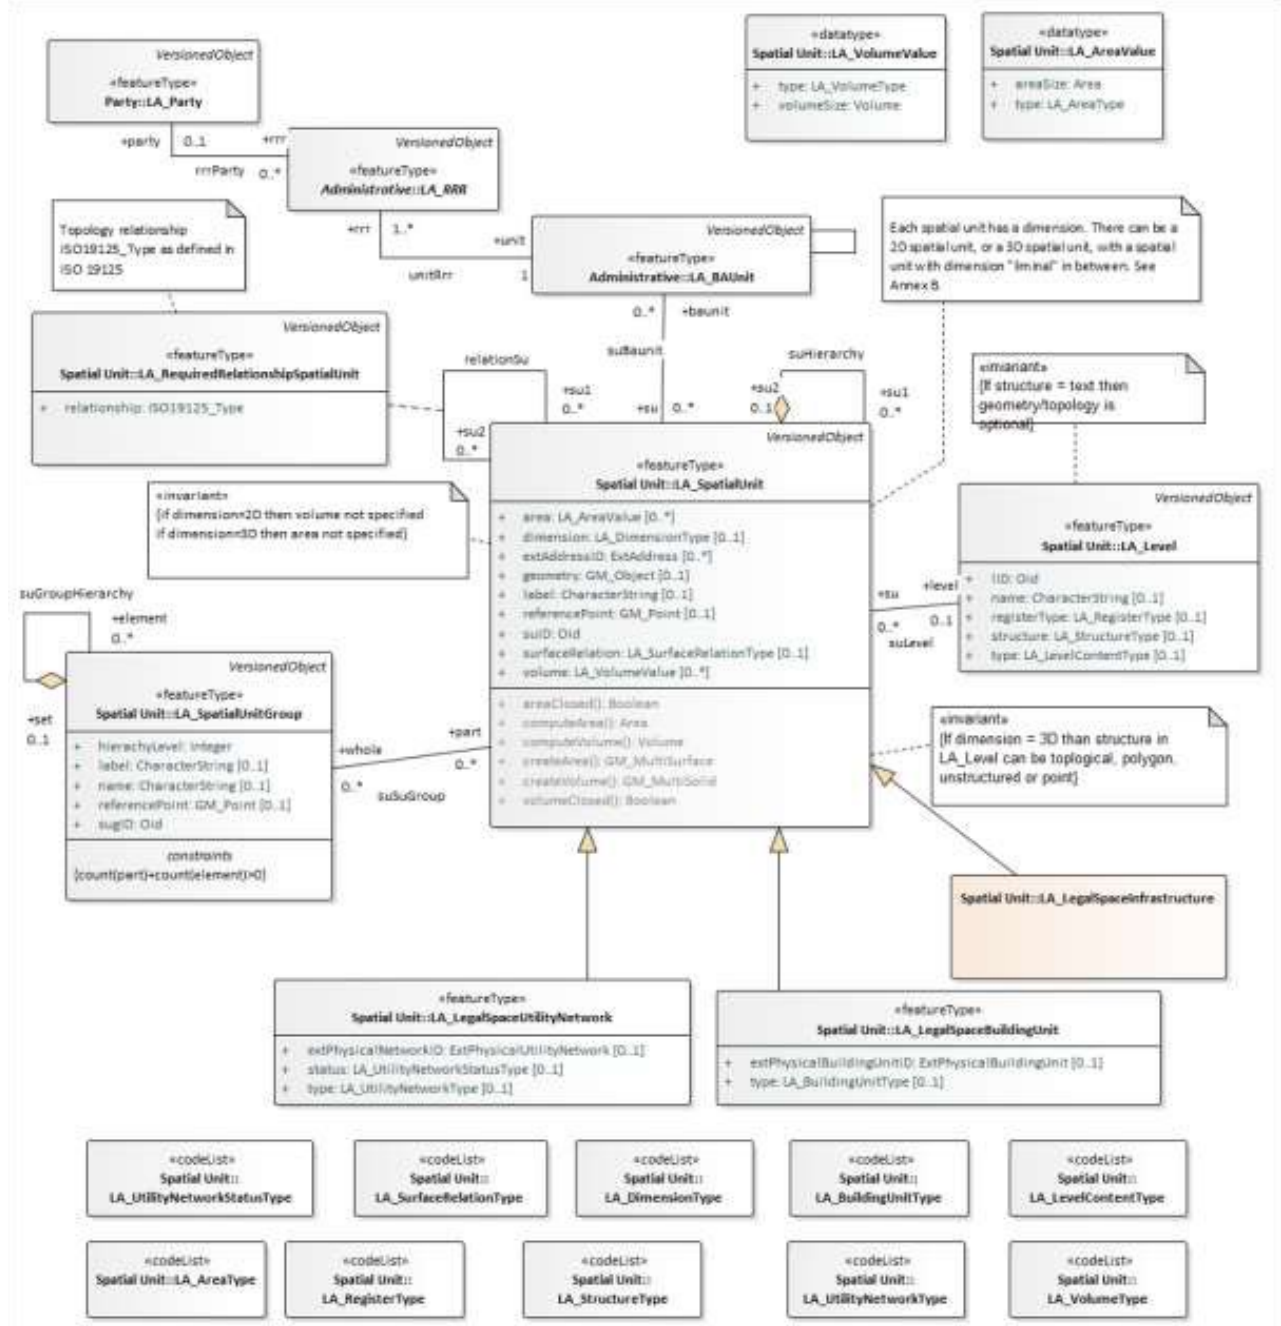 VersionedObject
«featureType»
Party::LA_Party
+party
0..1
+rrr
rrrParty
0..*
VersionedObject
«featureType»
Administrative::LA_RRR
«datatype»
Spatial Unit::LA_VolumeValue
+ type: LA_VolumeType
+ volumeSize: Volume
«datatype»
Spatial Unit::LA_AreaValue
+ areaSize: Area
+ type: LA_AreaType
Topology relationship
ISO19125_Type as defined in
ISO 19125
+rrr
1..*
+unit
unitRrr
1
VersionedObject
«featureType»
Administrative::LA_BAUnit
Each spatial unit has a dimension. There can be a
2D spatial unit, or a 3D spatial unit, with a spatial
unit with dimension "liminal" in between. See
Annex B
VersionedObject
«featureType»
Spatial Unit::LA_RequiredRelationshipSpatialUnit
+ relationship: ISO19125_Type
relationSu
+su1
0..*
+su2
0..*
0..*
+baunit
suBaunit
+su
0..*
suHierarchy
+su2
0..1
+su1
0..*
«invariant»
{If structure = text then
geometry/topology is
optional}
«invariant»
{if dimension=2D then volume not specified
if dimension=3D then area not specified}
VersionedObject
«featureType»
Spatial Unit::LA_SpatialUnit
+ area: LA_AreaValue [0..*]
+ dimension: LA_DimensionType [0..1]
+ extAddressID: ExtAddress [0..*]
+ geometry: GM_Object [0..1]
+ label: CharacterString [0..1]
+ referencePoint: GM_Point [0..1]
+ suID: Oid
+ surfaceRelation: LA_SurfaceRelationType [0..1]
+ volume: LA_VolumeValue [0..*]
+ areaClosed(): Boolean
+ computeArea(): Area
+ computeVolume(): Volume
+ createArea(): GM_MultiSurface
+ createVolume(): GM_MultiSolid
+ volumeClosed(): Boolean
VersionedObject
«featureType»
Spatial Unit::LA_Level
+ lID: Oid
+ name: CharacterString [0..1]
+ registerType: LA_RegisterType [0..1]
+ structure: LA_StructureType [0..1]
+ type: LA_LevelContentType [0..1]
+su
0..*
+level
0..1
suLevel
suGroupHierarchy
+element
0..*
+set
0..1
VersionedObject
«featureType»
Spatial Unit::LA_SpatialUnitGroup
+ hierachyLevel: Integer
+ label: CharacterString [0..1]
+ name: CharacterString [0..1]
+ referencePoint: GM_Point [0..1]
+ sugID: Oid
constraints
{count(part)+count(element)>0}
+whole
0..*
suSuGroup
+part
0..*
«invariant»
{If dimension = 3D than structure in
LA_Level can be toplogical, polygon,
unstructured or point}
Spatial Unit::LA_LegalSpaceInfrastructure
«featureType»
Spatial Unit::LA_LegalSpaceUtilityNetwork
+ extPhysicalNetworkID: ExtPhysicalUtilityNetwork [0..1]
+ status: LA_UtilityNetworkStatusType [0..1]
+ type: LA_UtilityNetworkType [0..1]
«featureType»
Spatial Unit::LA_LegalSpaceBuildingUnit
+ extPhysicalBuildingUnitID: ExtPhysicalBuildingUnit [0..1]
+ type: LA_BuildingUnitType [0..1]
«codeList»
Spatial Unit::
LA_UtilityNetworkStatusType
«codeList»
Spatial Unit::
LA_SurfaceRelationType
«codeList»
Spatial Unit::
LA_DimensionType
«codeList»
Spatial Unit::
LA_BuildingUnitType
«codeList»
Spatial Unit::
LA_LevelContentType
«codeList»
Spatial Unit::LA_AreaType
«codeList»
Spatial Unit::
LA_RegisterType
«codeList»
Spatial Unit::
LA_StructureType
«codeList»
Spatial Unit::
LA_UtilityNetworkType
«codeList»
Spatial Unit::
LA_VolumeType